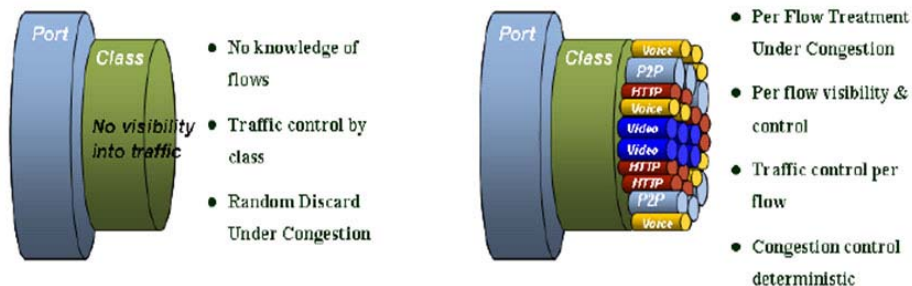 Port
Class
No visibility
into traffic
• No knowledge of
flows
• Traffic control by
class
• Random Discard
Under Congestion
Port
Class
Voice
P2P
HTTP
Voice
Video
Video
HTTP
HTTP
P2P
Voice
• Per Flow Treatment
Under Congestion
• Per flow visibility &
control
• Traffic control per
flow
• Congestion control
deterministic